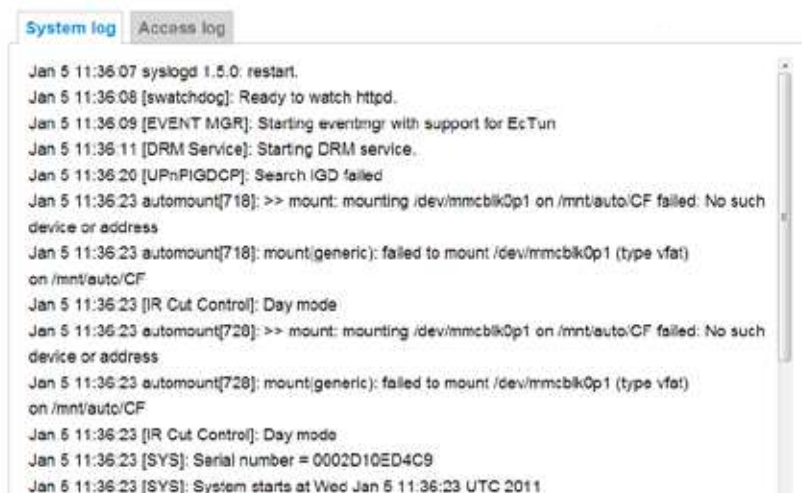 System log Access log
Jan 5 11:36:07 syslogd 1.5.0: restart.
Jan 5 11:36:08 [swatchdog]: Ready to watch httpd.
Jan 5 11:36:09 [EVENT MGR]: Starting eventmgr with support for EcTun
Jan 5 11:36:11 [DRM Service]: Starting DRM service.
Jan 5 11:36:20 [UPnPIGDCP]: Search IGD failed
Jan 5 11:36:23 automount[718]: >> mount: mounting /dev/mmcblk0p1 on /mnt/auto/CF failed: No such
device or address
Jan 5 11:36:23 automount[718]: mount(generic): failed to mount /dev/mmcblk0p1 (type vfat)
on /mnt/auto/CF
Jan 5 11:36:23 [IR Cut Control]: Day mode
Jan 5 11:36:23 automount[728]: >> mount: mounting /dev/mmcblk0p1 on /mnt/auto/CF failed: No such
device or address
Jan 5 11:36:23 automount[728]: mount(generic): failed to mount /dev/mmcblk0p1 (type vfat)
on /mnt/auto/CF
Jan 5 11:36:23 [IR Cut Control]: Day mode
Jan 5 11:36:23 [SYS]: Serial number = 0002D10ED4C9
Jan 5 11:36:23 [SYS]: System starts at Wed Jan 5 11:36:23 UTC 2011